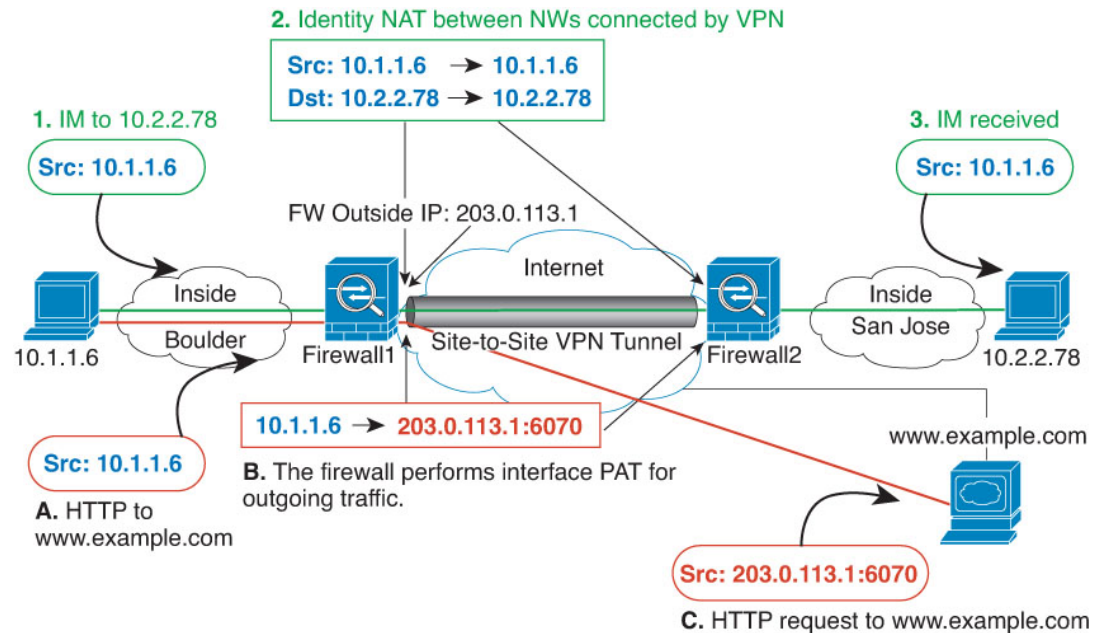 2. Identity NAT between NWs connected by VPN
Src: 10.1.1.6 → 10.1.1.6
Dst: 10.2.2.78 → 10.2.2.78
1. IM to 10.2.2.78
Src: 10.1.1.6
3. IM received
Src: 10.1.1.6
FW Outside IP: 203.0.113.1
Internet
Inside
Boulder
Inside
San Jose
10.1.1.6
Firewall1
Site-to-Site VPN Tunnel
Firewall2
10.2.2.78
10.1.1.6 → 203.0.113.1:6070
www.example.com
Src: 10.1.1.6
B. The firewall performs interface PAT for
outgoing traffic.
A. HTTP to
www.example.com
Src: 203.0.113.1:6070
C. HTTP request to www.example.com